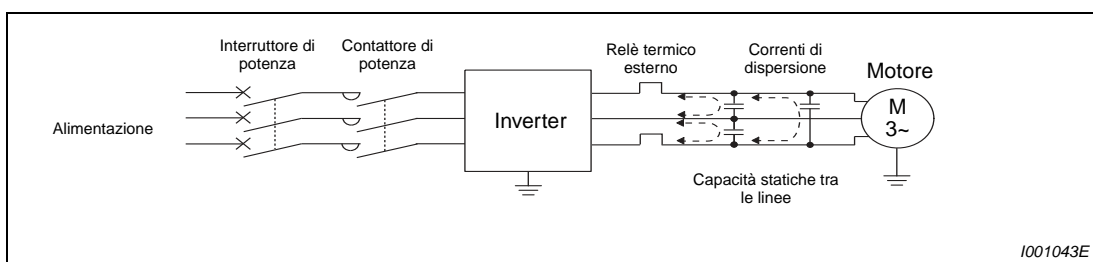 Interruttore di
potenza
Contattore di
potenza
Relè termico
esterno
Correnti di
dispersione
Motore
M
3~
Alimentazione
Inverter
Capacità statiche tra
le linee
I001043E